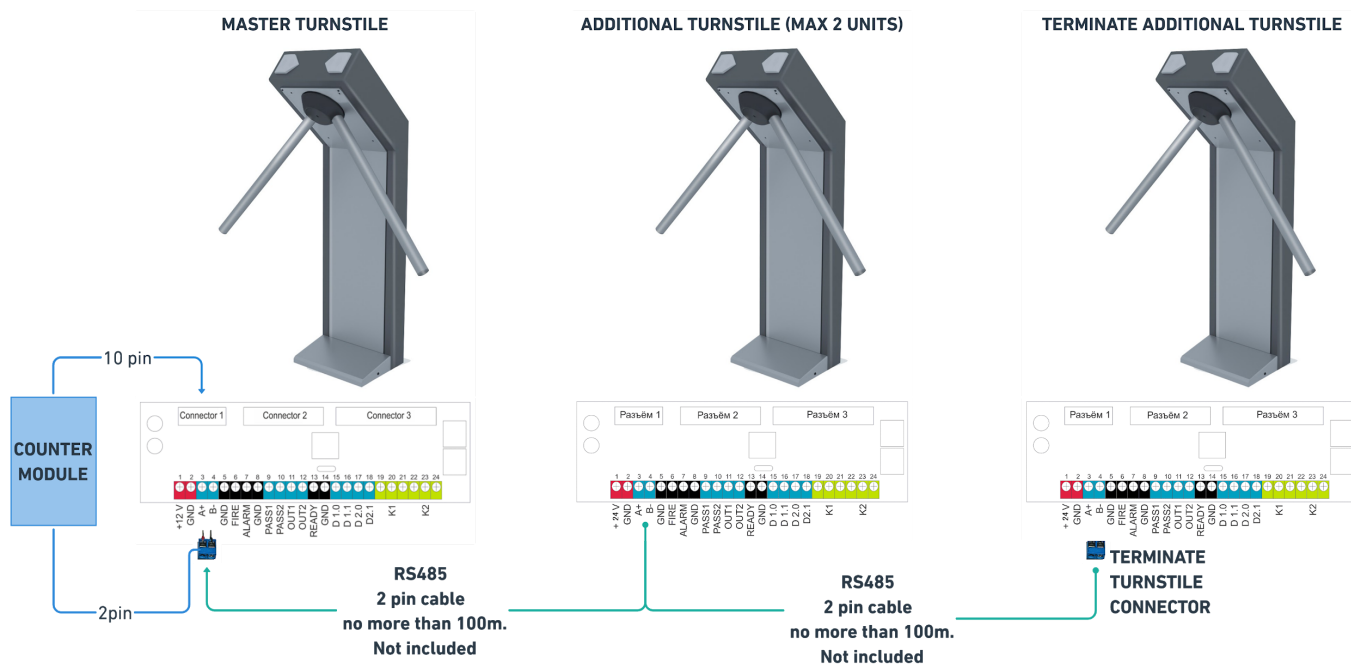 MASTER TURNSTILE
ADDITIONAL TURNSTILE (MAX 2 UNITS)
TERMINATE ADDITIONAL TURNSTILE
10 pin
COUNTER
MODULE
2pin
Connector 1
Connector 2
Connector 3
1 2 3 4 5 6 7 8 9 10 11 12 13 14 15 16 17 18 19 20 21 22 23 24
+12 V
GND
A+
B-
GND
FIRE
ALARM
GND
PASS1
PASS2
OUT1
OUT2
READY
GND
D 1.0
D 1.1
D 2.0
D2.1
K1
K2
Разъём 1
Разъём 2
Разъём 3
1 2 3 4 5 6 7 8 9 10 11 12 13 14 15 16 17 18 19 20 21 22 23 24
+ 24 V
GND
A+
B-
GND
FIRE
ALARM
GND
PASS1
PASS2
OUT1
OUT2
READY
GND
D 1.0
D 1.1
D 2.0
D2.1
K1
K2
Разъём 1
Разъём 2
Разъём 3
1 2 3 4 5 6 7 8 9 10 11 12 13 14 15 16 17 18 19 20 21 22 23 24
+ 24 V
GND
A+
B-
GND
FIRE
ALARM
GND
PASS1
PASS2
OUT1
OUT2
READY
GND
D 1.0
D 1.1
D 2.0
D2.1
K1
K2
RS485
2 pin cable
no more than 100m.
Not included
RS485
2 pin cable
no more than 100m.
Not included
TERMINATE
TURNSTILE
CONNECTOR